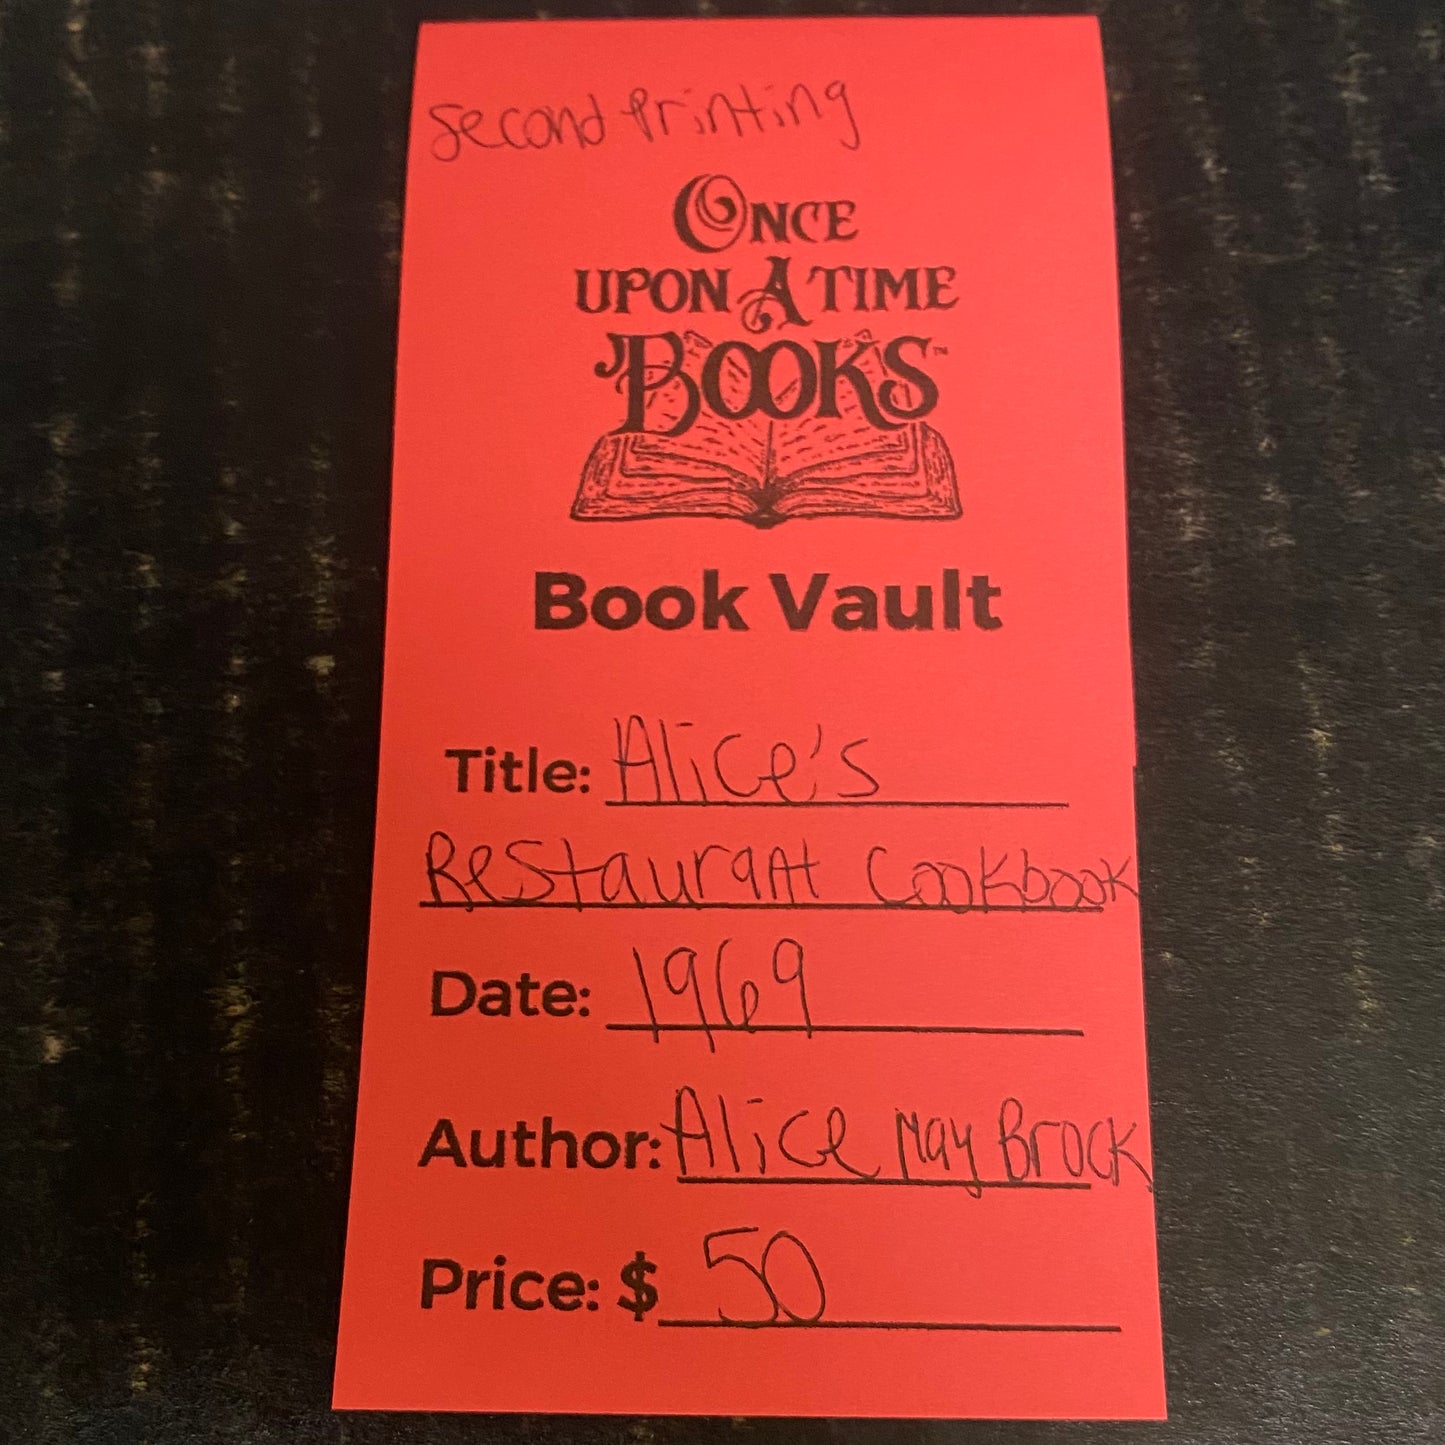 Second Printing
ONCE
UPON A TIME
BOOKS™
Book Vault
Title: Alice's
Restaurant Cookbook
Date: 1969
Author: Alice May Brock
Price: $ 50